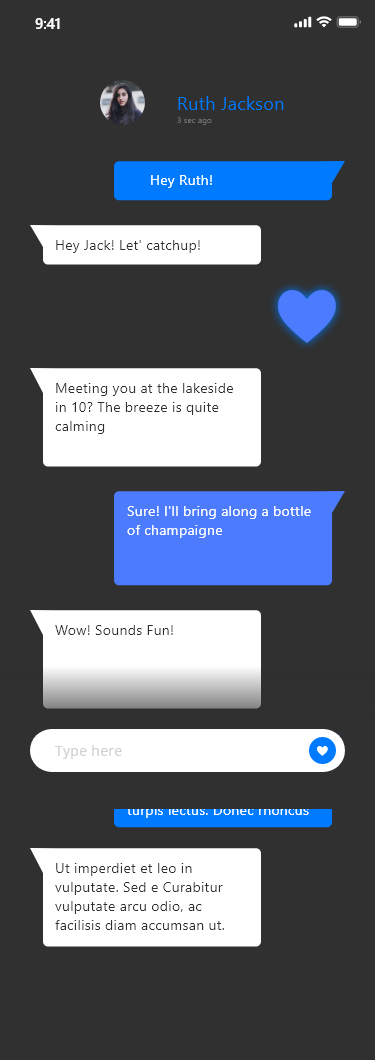 9:41
Ruth Jackson
3 sec ago
Hey Ruth!
Hey Jack! Let' catchup!
Meeting you at the lakeside
in 10? The breeze is quite
calming
Sure! I'll bring along a bottle
of champaigne
Wow! Sounds Fun!
Type here
turpis lectus. Donec rhoncus
Ut imperdiet et leo in
vulputate. Sed e Curabitur
vulputate arcu odio, ac
facilisis diam accumsan ut.